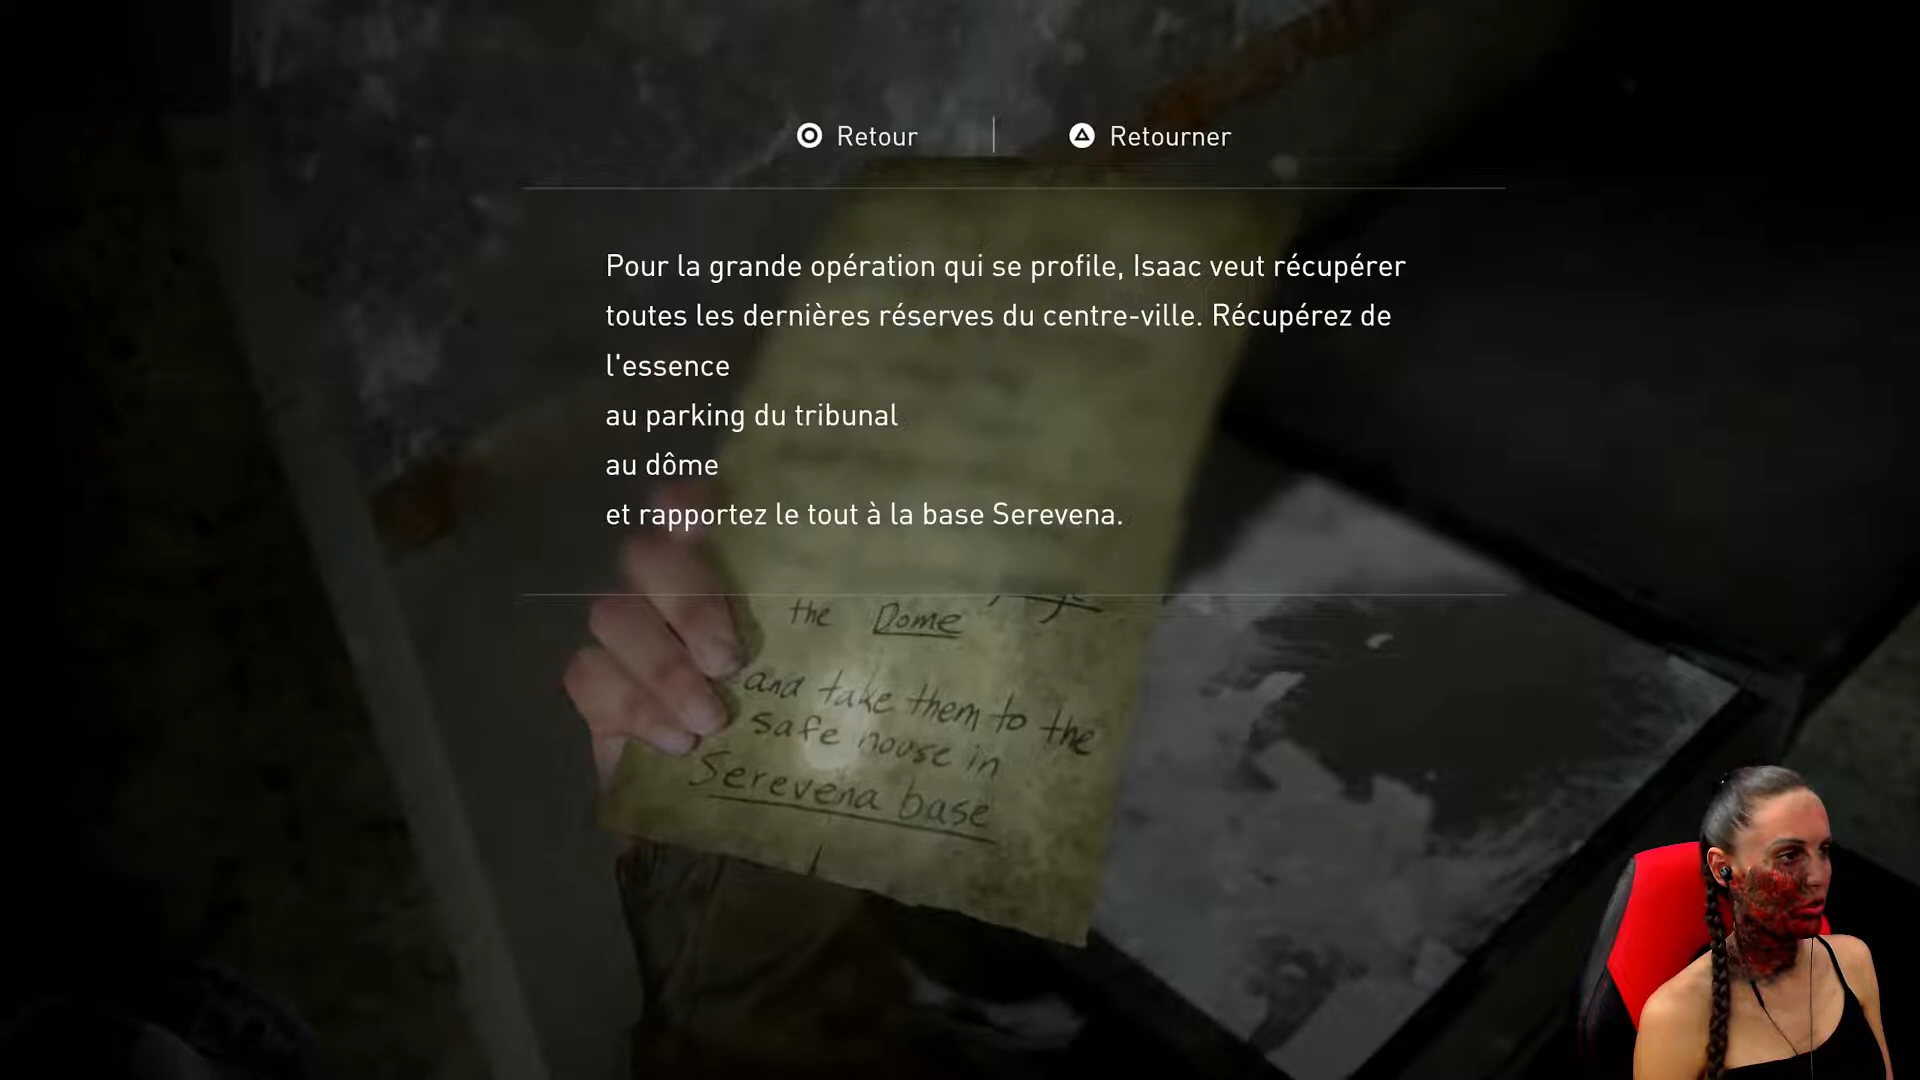 Retour
Retourner
Pour la grande opération qui se profile, Isaac veut récupérer
toutes les dernières réserves du centre-ville. Récupérez de
l'essence
au parking du tribunal
au dôme
et rapportez le tout à la base Serevena.
the Dome
and take them to the
safe house in
Serevena base